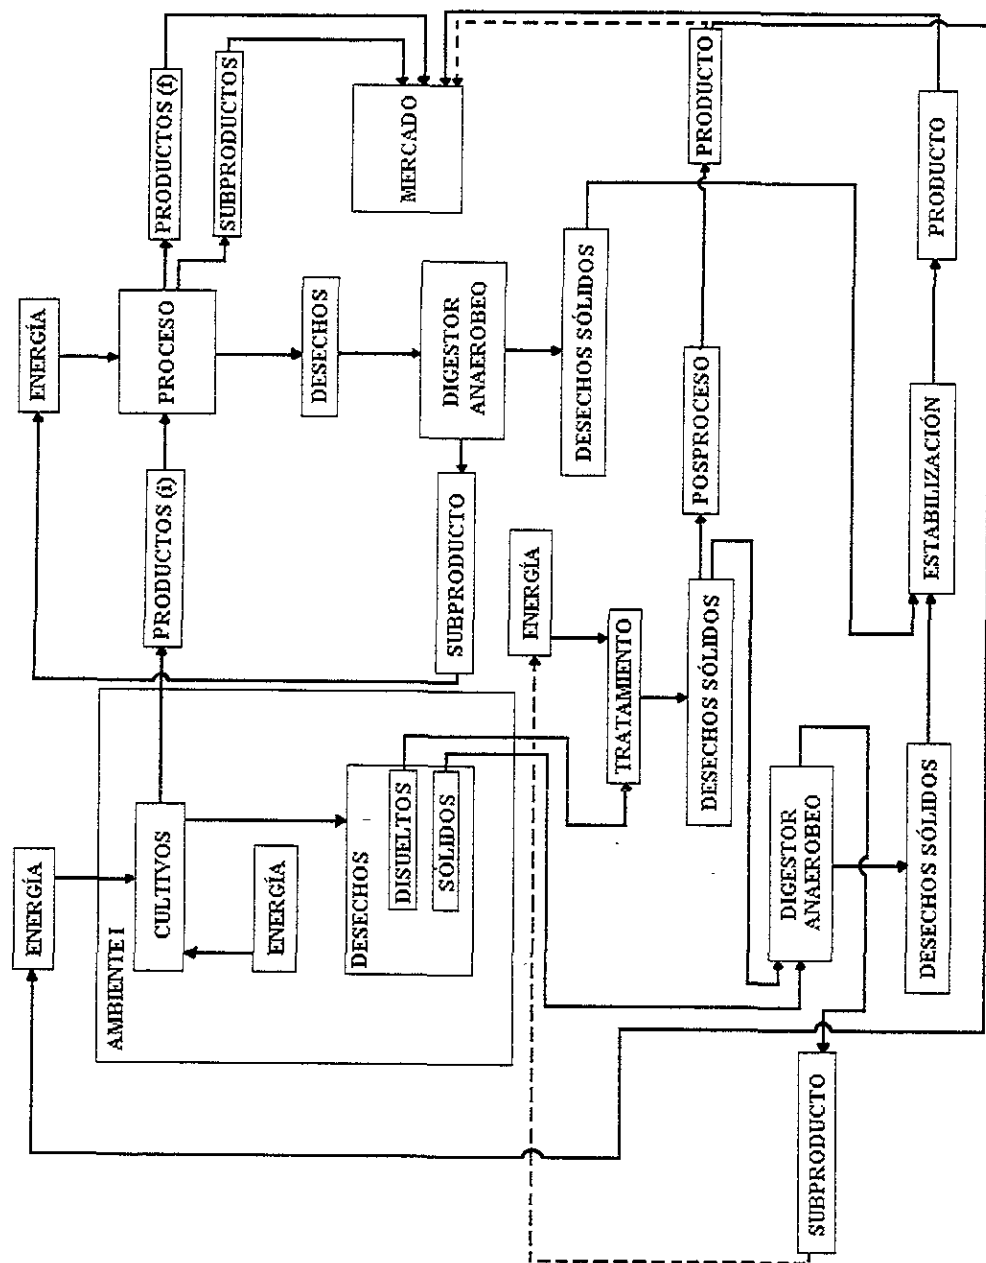 ENERGÍA
AMBIENTE I
CULTIVOS
ENERGÍA
DESECHOS
DISUELTOS
SÓLIDOS
PRODUCTOS (i)
ENERGÍA
PROCESO
PRODUCTOS (f)
SUBPRODUCTOS
MERCADO
DESECHOS
DIGESTOR
ANAEROBEO
SUBPRODUCTO
DESECHOS SÓLIDOS
ENERGÍA
TRATAMIENTO
DESECHOS SÓLIDOS
POSPROCESO
PRODUCTO
DIGESTOR
ANAEROBEO
SUBPRODUCTO
DESECHOS SÓLIDOS
ESTABILIZACIÓN
PRODUCTO